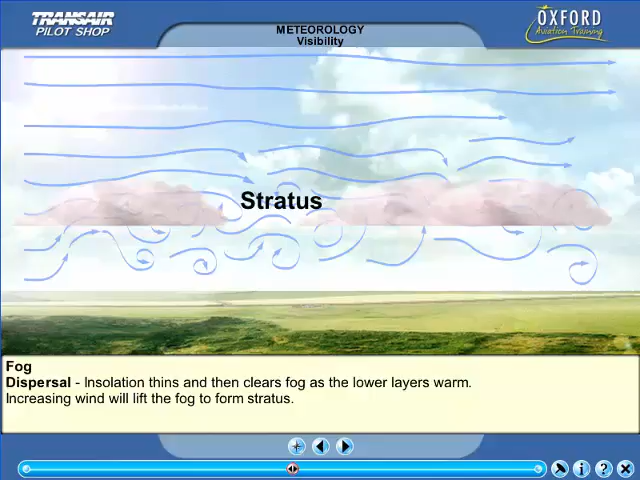 TRANSAIR
PILOT SHOP
METEOROLOGY
Visibility
OXFORD
Aviation Training
Stratus
Fog
Dispersal - Insolation thins and then clears fog as the lower layers warm.
Increasing wind will lift the fog to form stratus.